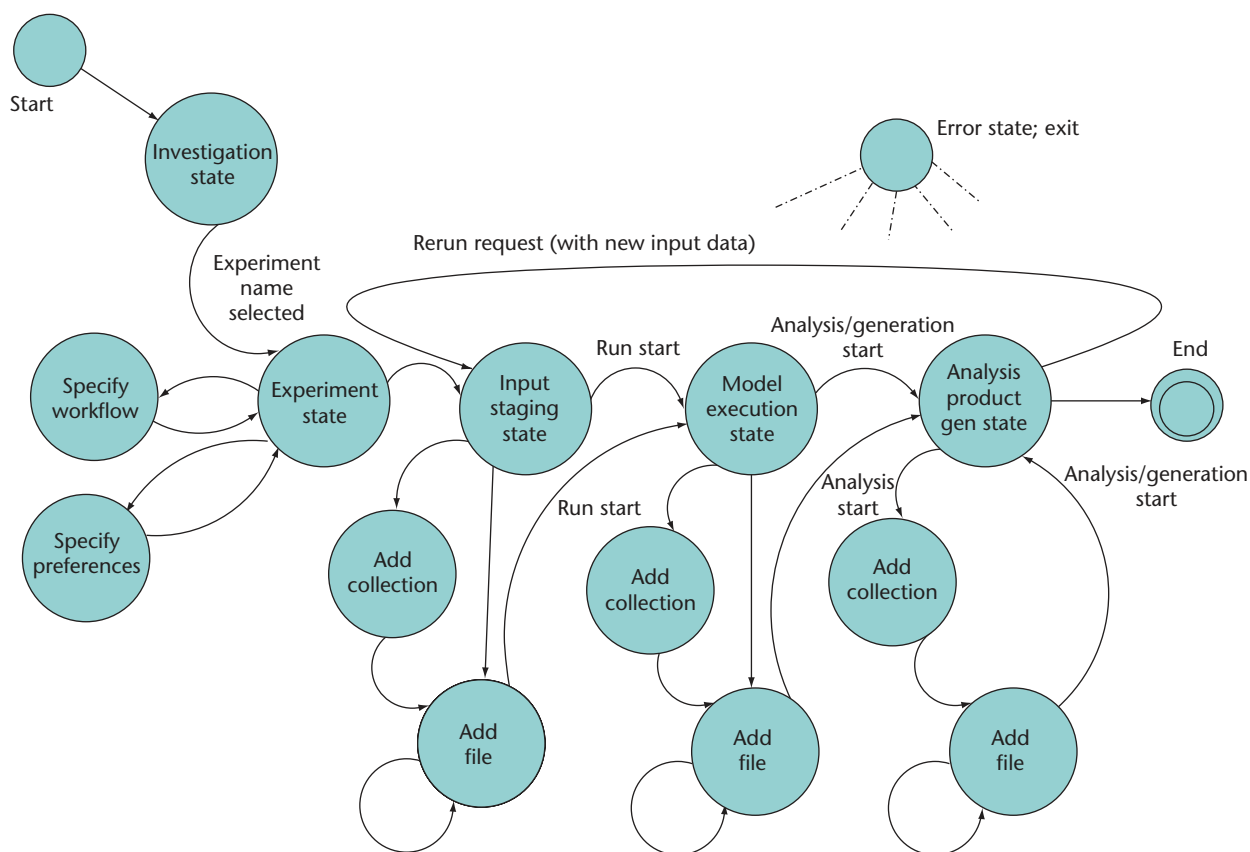 Start
Investigation
state
Error state; exit
Rerun request (with new input data)
Experiment
name
selected
Specify
workflow
Experiment
state
Input
staging
state
Run start
Model
execution
state
Analysis/generation
start
Analysis
product
gen state
End
Specify
preferences
Add
collection
Run start
Add
collection
Analysis
start
Add
collection
Analysis/generation
start
Add
file
Add
file
Add
file